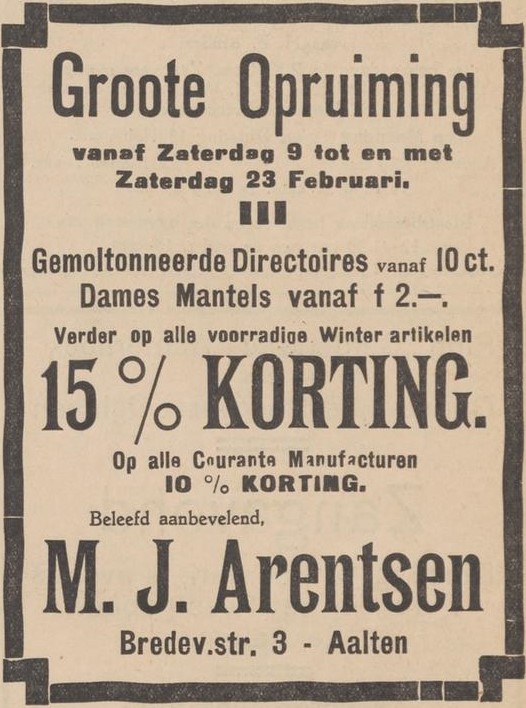 Groote Opruiming
vanaf Zaterdag 9 tot en met
Zaterdag 23 Februari.
Gemoltonneerde Directoires vanaf 10 ct.
Dames Mantels vanaf f 2.—.
Verder op alle voorradige Winter artikelen
15 % KORTING.
Op alle Courante Manufacturen
10 % KORTING.
Beleefd aanbevelend,
M. J. Arentsen
Bredev.str. 3 - Aalten